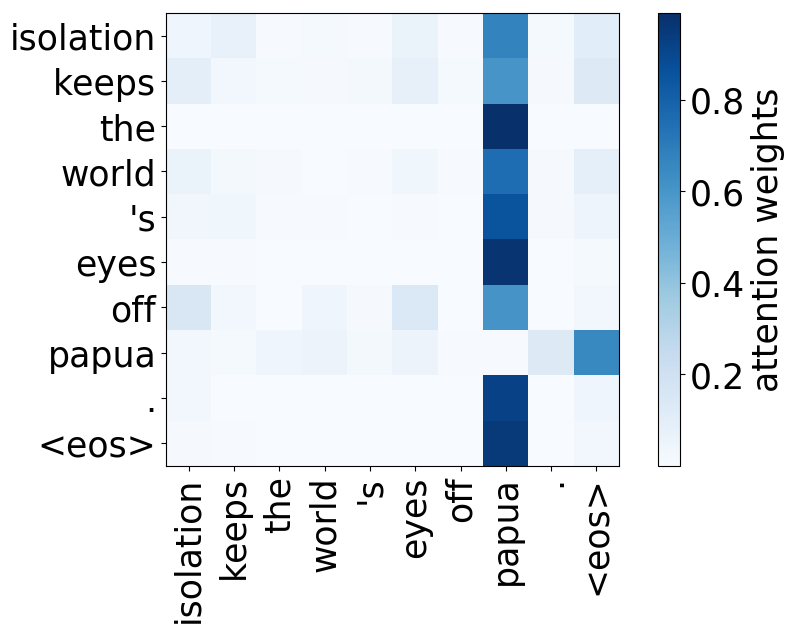 isolation
keeps
the
world
's
eyes
off
papua
.
<eos>
isolation
keeps
the
world
's
eyes
off
papua
.
<eos>
0.8
0.6
0.4
0.2
attention weights